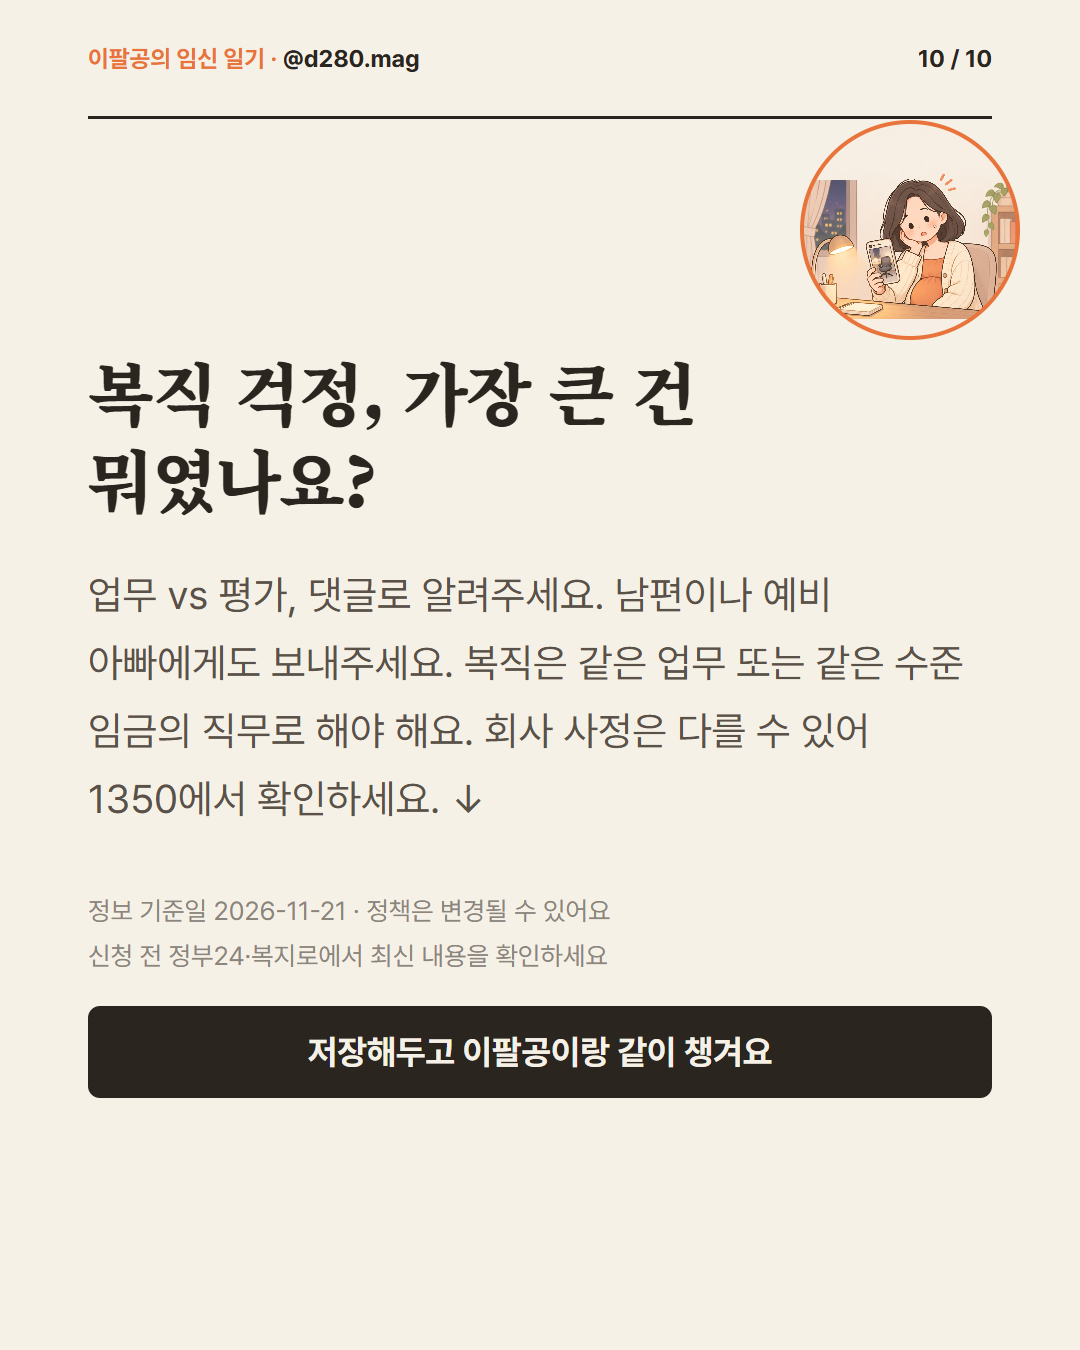 이팔공의 임신 일기 · @d280.mag
10 / 10
복직 걱정, 가장 큰 건
뭐였나요?
업무 vs 평가, 댓글로 알려주세요. 남편이나 예비
아빠에게도 보내주세요. 복직은 같은 업무 또는 같은 수준
임금의 직무로 해야 해요. 회사 사정은 다를 수 있어
1350에서 확인하세요. ↓
정보 기준일 2026-11-21 · 정책은 변경될 수 있어요
신청 전 정부24·복지로에서 최신 내용을 확인하세요
저장해두고 이팔공이랑 같이 챙겨요